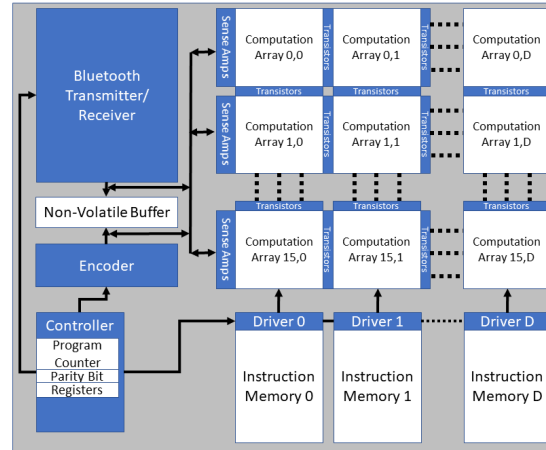 Bluetooth
Transmitter/
Receiver
Non-Volatile Buffer
Encoder
Controller
Program
Counter
Parity Bit
Registers
Sense Amps
Computation
Array 0,0
Transistors
Computation
Array 0,1
Transistors
Computation
Array 0,D
Transistors
Transistors
Transistors
Sense Amps
Computation
Array 1,0
Transistors
Computation
Array 1,1
Transistors
Computation
Array 1,D
Transistors
Transistors
Transistors
Sense Amps
Computation
Array 15,0
Transistors
Computation
Array 15,1
Transistors
Computation
Array 15,D
Driver 0
Driver 1
Driver D
Instruction
Memory 0
Instruction
Memory 1
Instruction
Memory D